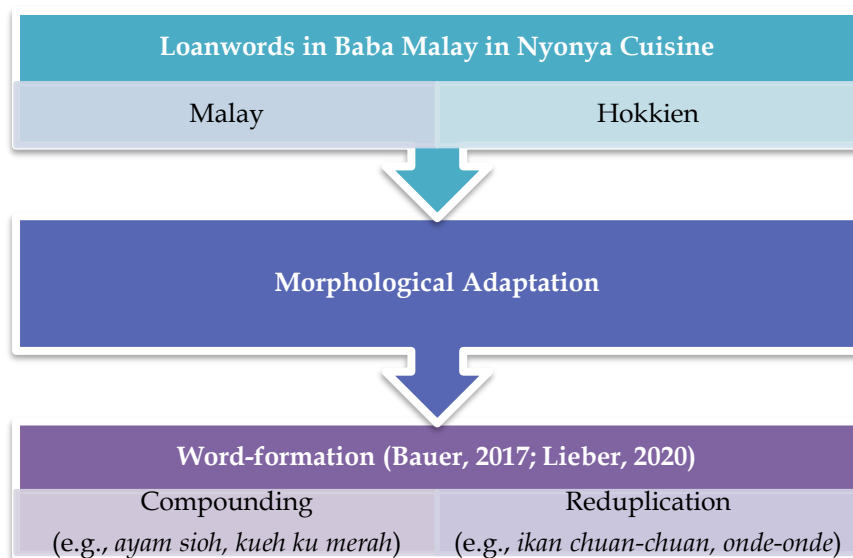 Loanwords in Baba Malay in Nyonya Cuisine
Malay
Hokkien
Morphological Adaptation
Word-formation (Bauer, 2017; Lieber, 2020)
Compounding
(e.g., ayam sioh, kueh ku merah)
Reduplication
(e.g., ikan chuan-chuan, onde-onde)